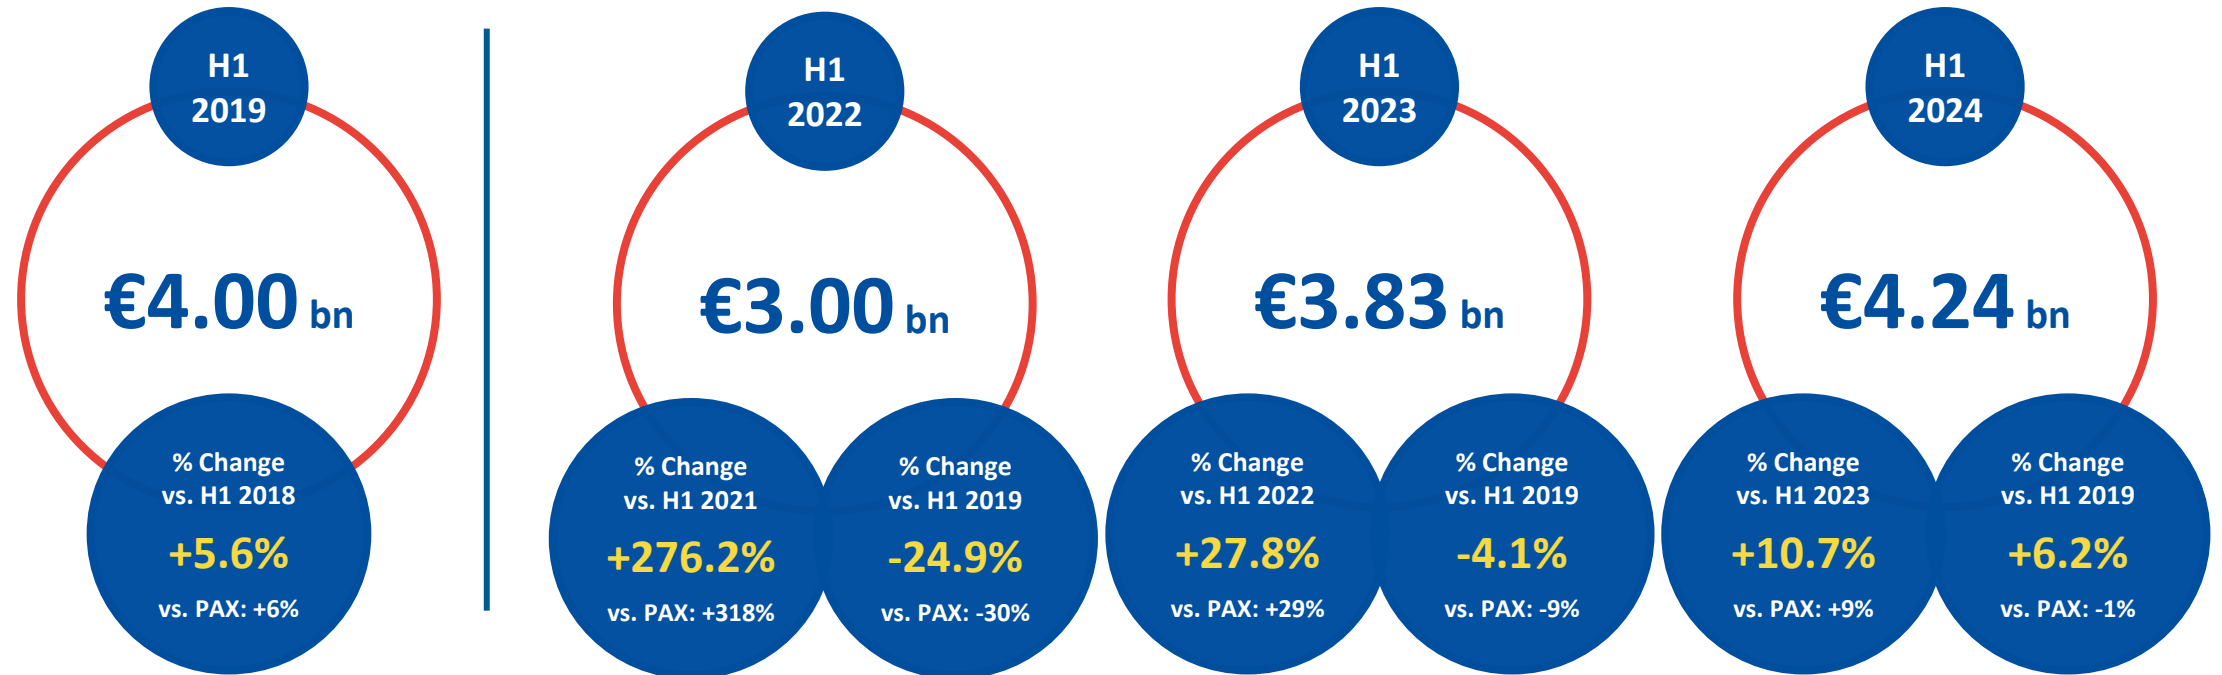 H1
2019
€4.00 bn
% Change
vs. H1 2018
+5.6%
vs. PAX: +6%
H1
2022
€3.00 bn
% Change
vs. H1 2021
+276.2%
vs. PAX: +318%
% Change
vs. H1 2019
-24.9%
vs. PAX: -30%
H1
2023
€3.83 bn
% Change
vs. H1 2022
+27.8%
vs. PAX: +29%
% Change
vs. H1 2019
-4.1%
vs. PAX: -9%
H1
2024
€4.24 bn
% Change
vs. H1 2023
+10.7%
vs. PAX: +9%
% Change
vs. H1 2019
+6.2%
vs. PAX: -1%